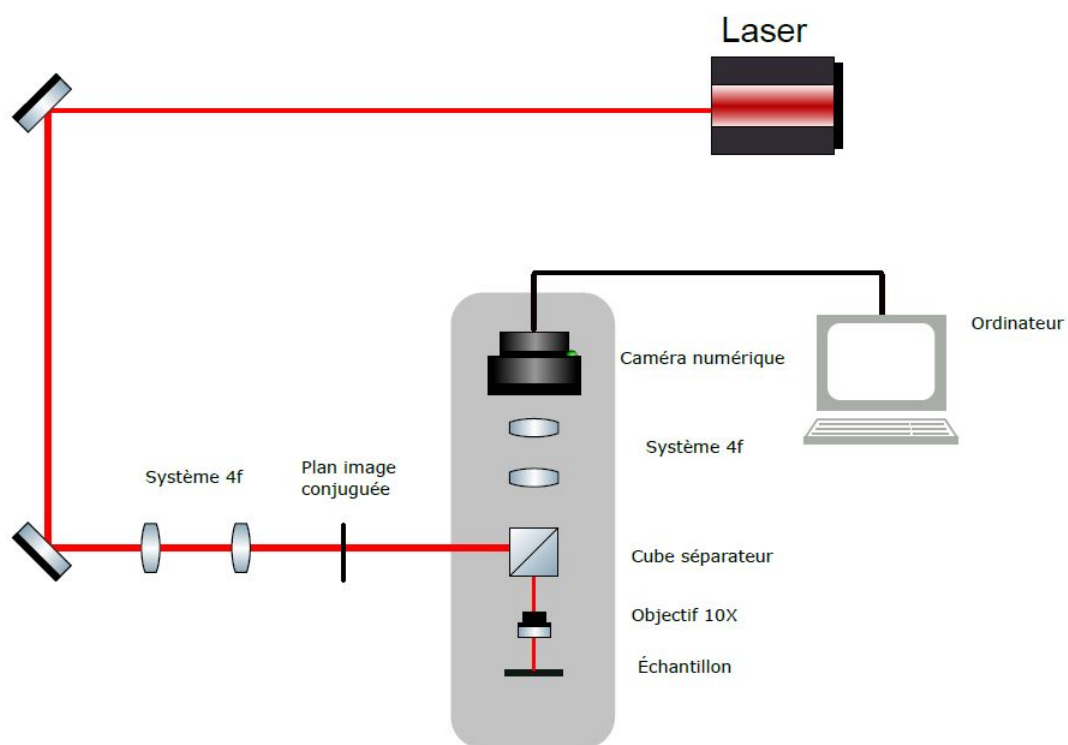 Laser
Ordinateur
Caméra numérique
Système 4f
Plan image
conjuguée
Système 4f
Cube séparateur
Objectif 10X
Échantillon